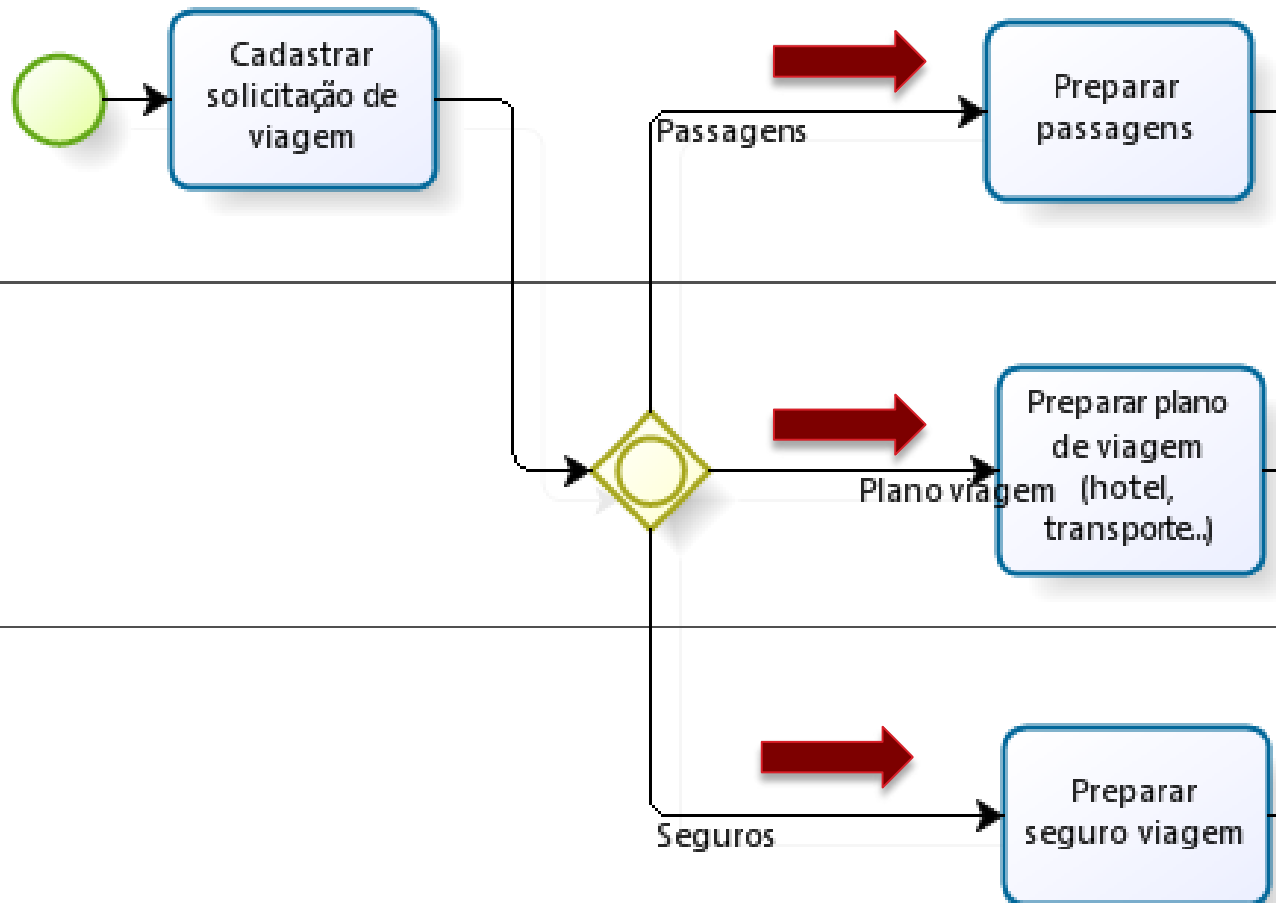 Cadastrar
solicitação de
viagem
Passagens
Preparar
passagens
Plano viagem
Preparar plano
de viagem
(hotel,
transporte..)
Seguros
Preparar
seguro viagem